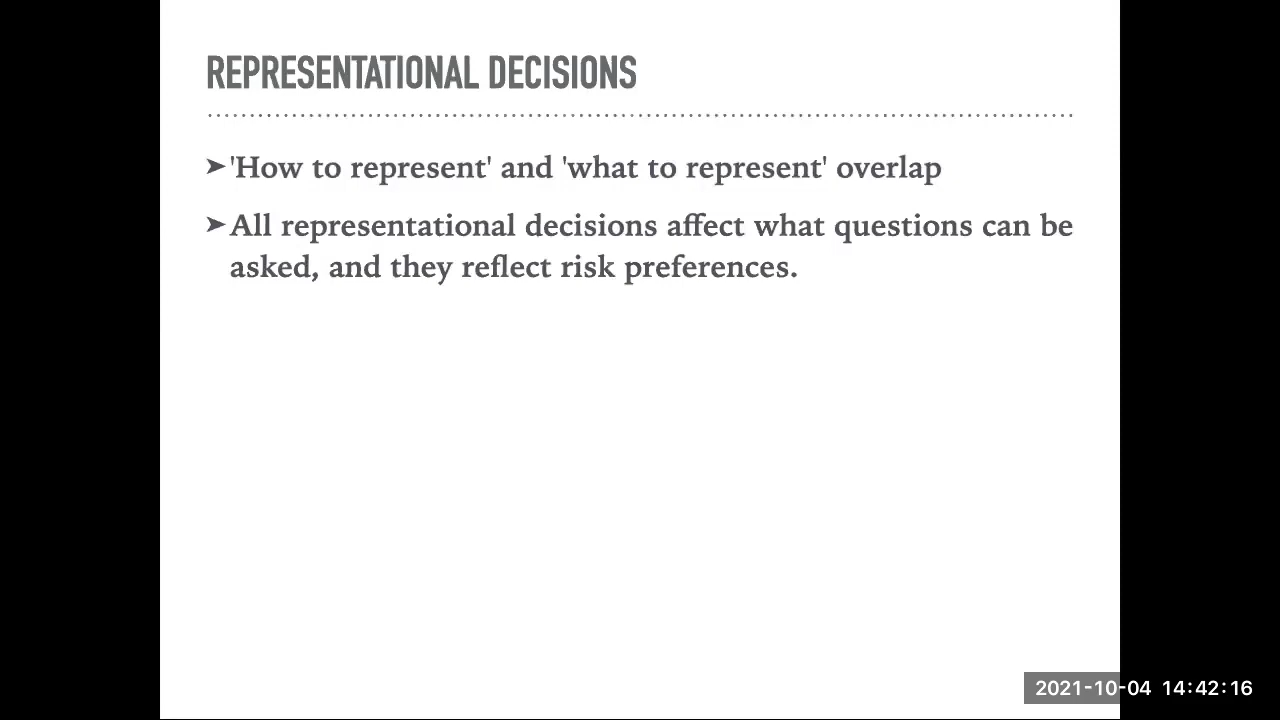 REPRESENTATIONAL DECISIONS
➤'How to represent' and 'what to represent' overlap
➤All representational decisions affect what questions can be
asked, and they reflect risk preferences.
2021-10-04 14:42:16